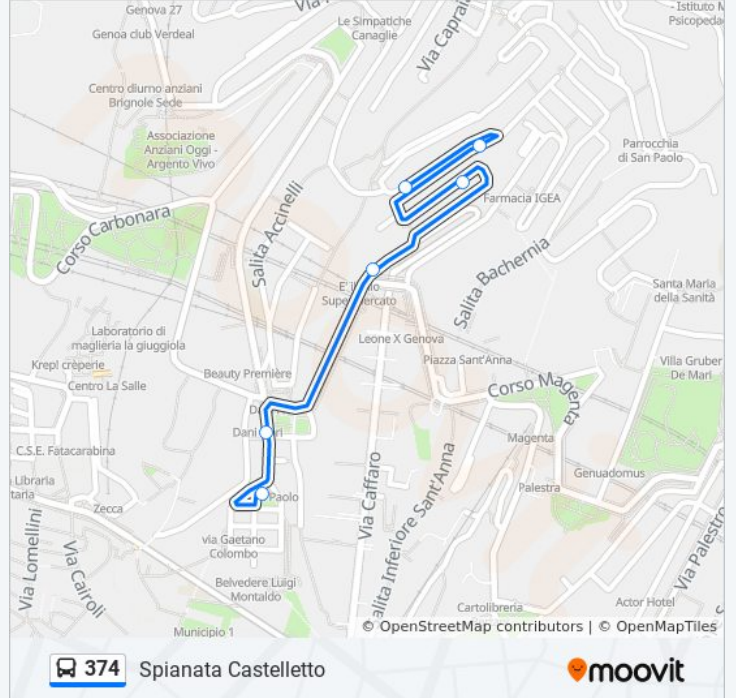 Genova 27
Genoa club Verdeal
Le Simpatiche
Canaglie
Via Caprai
Istituto M
Psicopeda
Centro diurno anziani
Brignole Sede
Associazione
Anziani Oggi -
Argento Vivo
Parrocchia
di San Paolo
Farmacia IGEA
Corso Carbonara
Salita Accinelli
Salita Bachernia
Santa Maria
della Sanità
Laboratorio di
maglieria la giuggiola
Leone X Genova
Krepl crêperie
Centro La Salle
Beauty Première
Piazza Sant'Anna
Villa Gruber
De Mari
Corso Magenta
Magenta
C.S.E. Fatacarabina
Genuadomus
Libraria
taria
Zecca
Paolo
Palestra
Via Caffaro
Salita Inferiore Sant'Anna
via Gaetano
Colombo
Via Lomellini
Via Cairoli
Belvedere Luigi
Montaldo
Via Palestro
Cartolibreria
Actor Hotel
Municipio 1
© OpenStreetMap contributors | © OpenMapTiles
374 Spianata Castelletto
moovit